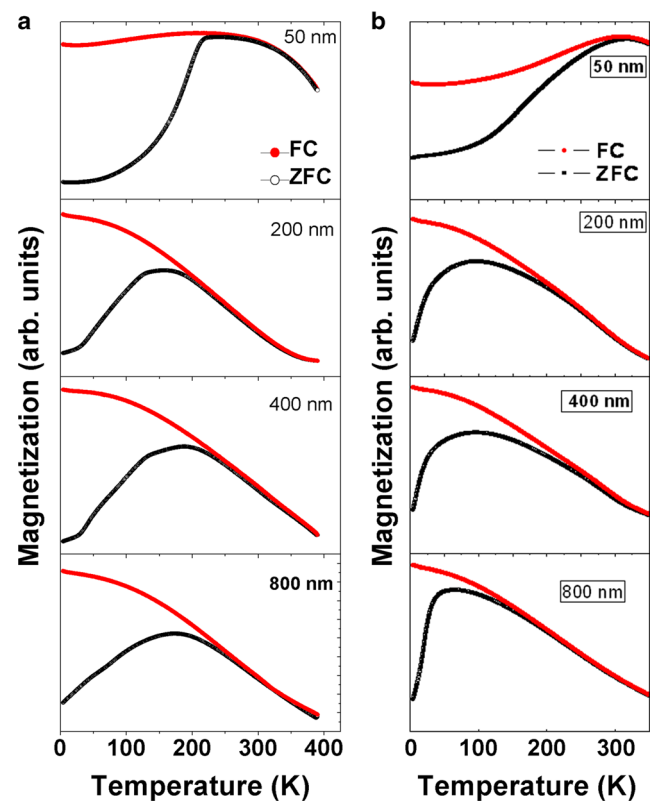 a
50 nm
FC
ZFC
200 nm
400 nm
800 nm
0 100 200 300 400
Temperature (K)
Magnetization (arb. units)
b
50 nm
FC
ZFC
200 nm
400 nm
800 nm
0 100 200 300
Temperature (K)
Magnetization (arb. units)